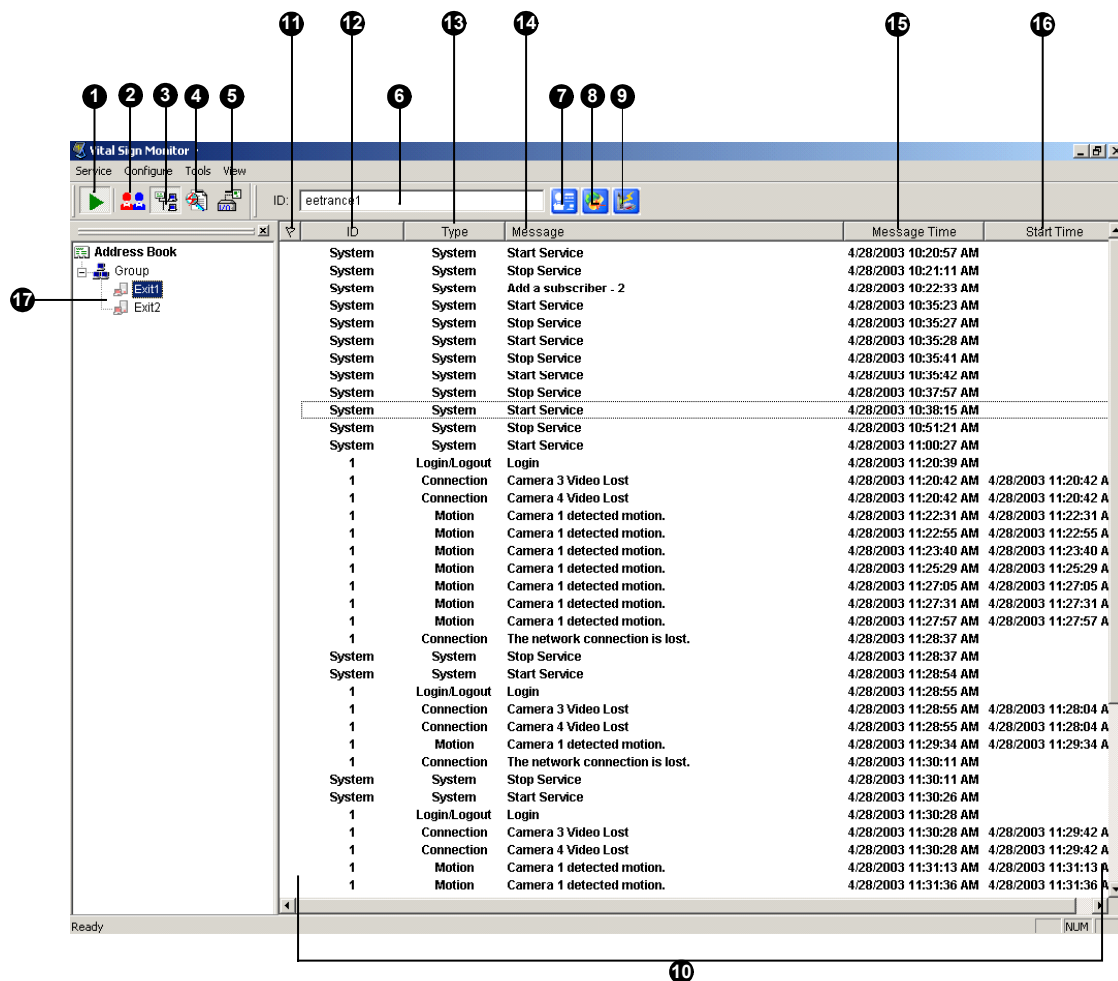 11 12 13 14 15 16
1 2 3 4 5 6 7 8 9
Vital Sign Monitor
Service Configure Tools View
ID: eetrance1
ID Type Message Message Time Start Time
Address Book
Group
Exit1
Exit2
17
System System Start Service 4/28/2003 10:20:57 AM
System System Stop Service 4/28/2003 10:21:11 AM
System System Add a subscriber - 2 4/28/2003 10:22:33 AM
System System Start Service 4/28/2003 10:35:23 AM
System System Stop Service 4/28/2003 10:35:27 AM
System System Start Service 4/28/2003 10:35:28 AM
System System Stop Service 4/28/2003 10:35:41 AM
System System Start Service 4/28/2003 10:35:42 AM
System System Stop Service 4/28/2003 10:37:57 AM
System System Start Service 4/28/2003 10:38:15 AM
System System Stop Service 4/28/2003 10:51:21 AM
System System Start Service 4/28/2003 11:00:27 AM
1 Login/Logout Login 4/28/2003 11:20:39 AM
1 Connection Camera 3 Video Lost 4/28/2003 11:20:42 AM 4/28/2003 11:20:42 A
1 Connection Camera 4 Video Lost 4/28/2003 11:20:42 AM 4/28/2003 11:20:42 A
1 Motion Camera 1 detected motion. 4/28/2003 11:22:31 AM 4/28/2003 11:22:31 A
1 Motion Camera 1 detected motion. 4/28/2003 11:22:55 AM 4/28/2003 11:22:55 A
1 Motion Camera 1 detected motion. 4/28/2003 11:23:40 AM 4/28/2003 11:23:40 A
1 Motion Camera 1 detected motion. 4/28/2003 11:25:29 AM 4/28/2003 11:25:29 A
1 Motion Camera 1 detected motion. 4/28/2003 11:27:05 AM 4/28/2003 11:27:05 A
1 Motion Camera 1 detected motion. 4/28/2003 11:27:31 AM 4/28/2003 11:27:31 A
1 Motion Camera 1 detected motion. 4/28/2003 11:27:57 AM 4/28/2003 11:27:57 A
1 Connection The network connection is lost. 4/28/2003 11:28:37 AM
System System Stop Service 4/28/2003 11:28:37 AM
System System Start Service 4/28/2003 11:28:54 AM
1 Login/Logout Login 4/28/2003 11:28:55 AM
1 Connection Camera 3 Video Lost 4/28/2003 11:28:55 AM 4/28/2003 11:28:04 A
1 Connection Camera 4 Video Lost 4/28/2003 11:28:55 AM 4/28/2003 11:28:04 A
1 Motion Camera 1 detected motion. 4/28/2003 11:29:34 AM 4/28/2003 11:29:34 A
1 Connection The network connection is lost. 4/28/2003 11:30:11 AM
System System Stop Service 4/28/2003 11:30:11 AM
System System Start Service 4/28/2003 11:30:26 AM
1 Login/Logout Login 4/28/2003 11:30:28 AM
1 Connection Camera 3 Video Lost 4/28/2003 11:30:28 AM 4/28/2003 11:29:42 A
1 Connection Camera 4 Video Lost 4/28/2003 11:30:28 AM 4/28/2003 11:29:42 A
1 Motion Camera 1 detected motion. 4/28/2003 11:31:13 AM 4/28/2003 11:31:13 A
1 Motion Camera 1 detected motion. 4/28/2003 11:31:36 AM 4/28/2003 11:31:36 A
Ready NUM
10